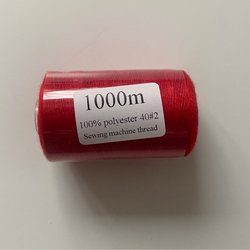 1000m
100% polyester 40#2
Sewing machine thread